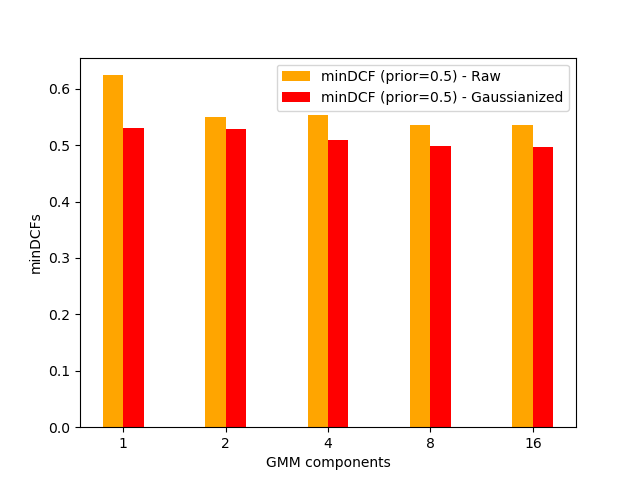 minDCF (prior=0.5) - Raw
minDCF (prior=0.5) - Gaussianized
0.6
0.5
0.4
0.3
0.2
0.1
0.0
minDCFs
1 2 4 8 16
GMM components